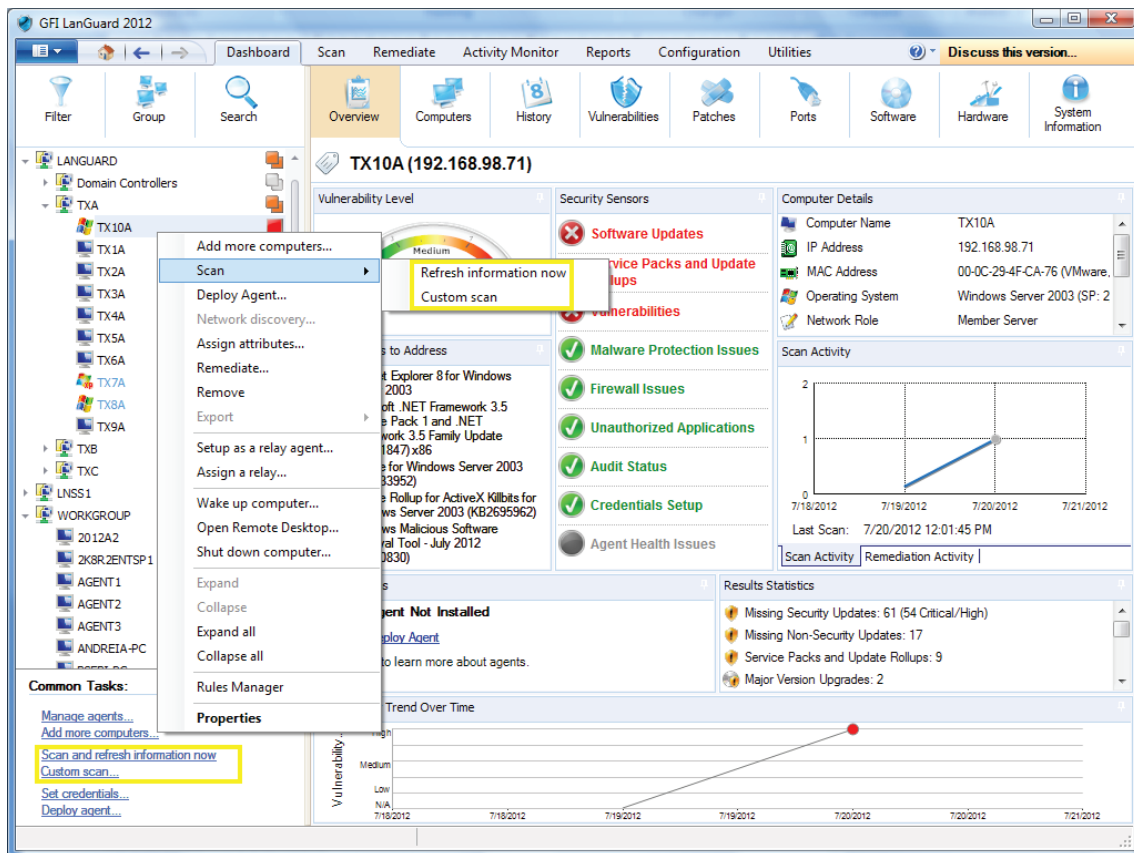 GFI LanGuard 2012
Dashboard Scan Remediate Activity Monitor Reports Configuration Utilities Discuss this version...
Filter Group Search Overview Computers History Vulnerabilities Patches Ports Software Hardware System Information
LANGUARD
Domain Controllers
TXA
TX10A
TX1A
TX2A
TX3A
TX4A
TX5A
TX6A
TX7A
TX8A
TX9A
TXB
TXC
LNSS1
WORKGROUP
2012A2
2K8R2ENTSP1
AGENT1
AGENT2
AGENT3
ANDREIA-PC
Common Tasks:
Manage agents...
Add more computers...
Scan and refresh information now
Custom scan...
Set credentials...
Deploy agent...
Add more computers...
Scan
Deploy Agent...
Network discovery...
Assign attributes...
Remediate...
Remove
Export
Setup as a relay agent...
Assign a relay...
Wake up computer...
Open Remote Desktop...
Shut down computer...
Expand
Collapse
Expand all
Collapse all
Rules Manager
Properties
Refresh information now
Custom scan
TX10A (192.168.98.71)
Vulnerability Level
Medium
to Address
Explorer 8 for Windows
2003
.NET Framework 3.5
Pack 1 and .NET
3.5 Family Update
x86
for Windows Server 2003
Rollup for ActiveX Killbits for
Server 2003 (KB2695962)
Malicious Software
Tool - July 2012
Security Sensors
Software Updates
Packs and Update
Vulnerabilities
Malware Protection Issues
Firewall Issues
Unauthorized Applications
Audit Status
Credentials Setup
Agent Health Issues
Computer Details
Computer Name TX10A
IP Address 192.168.98.71
MAC Address 00-0C-29-4F-CA-76 (VMware,
Operating System Windows Server 2003 (SP: 2
Network Role Member Server
Scan Activity
2
1
0
7/18/2012 7/19/2012 7/20/2012 7/21/2012
Last Scan: 7/20/2012 12:01:45 PM
Scan Activity Remediation Activity
Not Installed
Agent
to learn more about agents.
Results Statistics
Missing Security Updates: 61 (54 Critical/High)
Missing Non-Security Updates: 17
Service Packs and Update Rollups: 9
Major Version Upgrades: 2
Trend Over Time
Vulnerability...
High
Medium
Low
N/A
7/18/2012 7/18/2012 7/19/2012 7/19/2012 7/20/2012 7/20/2012 7/21/2012